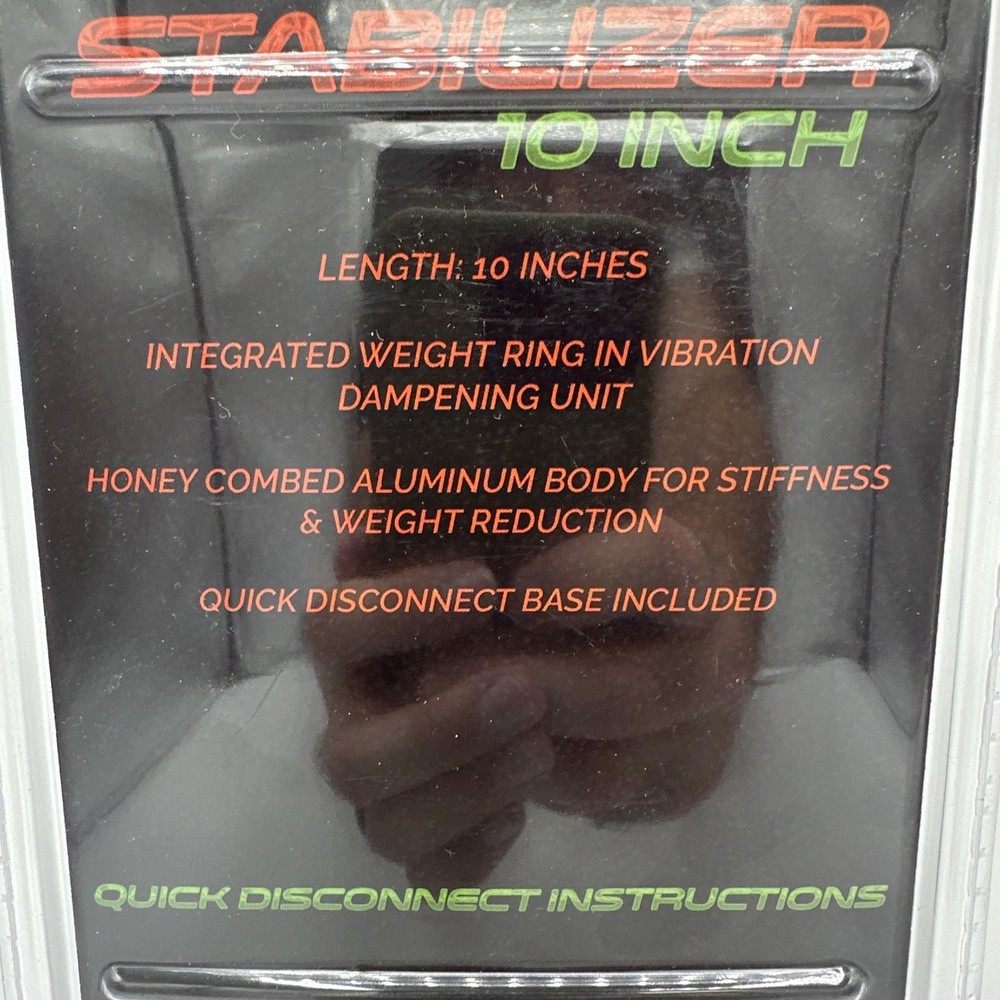 STABILIZER
10 INCH
LENGTH: 10 INCHES
INTEGRATED WEIGHT RING IN VIBRATION
DAMPENING UNIT
HONEY COMBED ALUMINUM BODY FOR STIFFNESS
& WEIGHT REDUCTION
QUICK DISCONNECT BASE INCLUDED
QUICK DISCONNECT INSTRUCTIONS